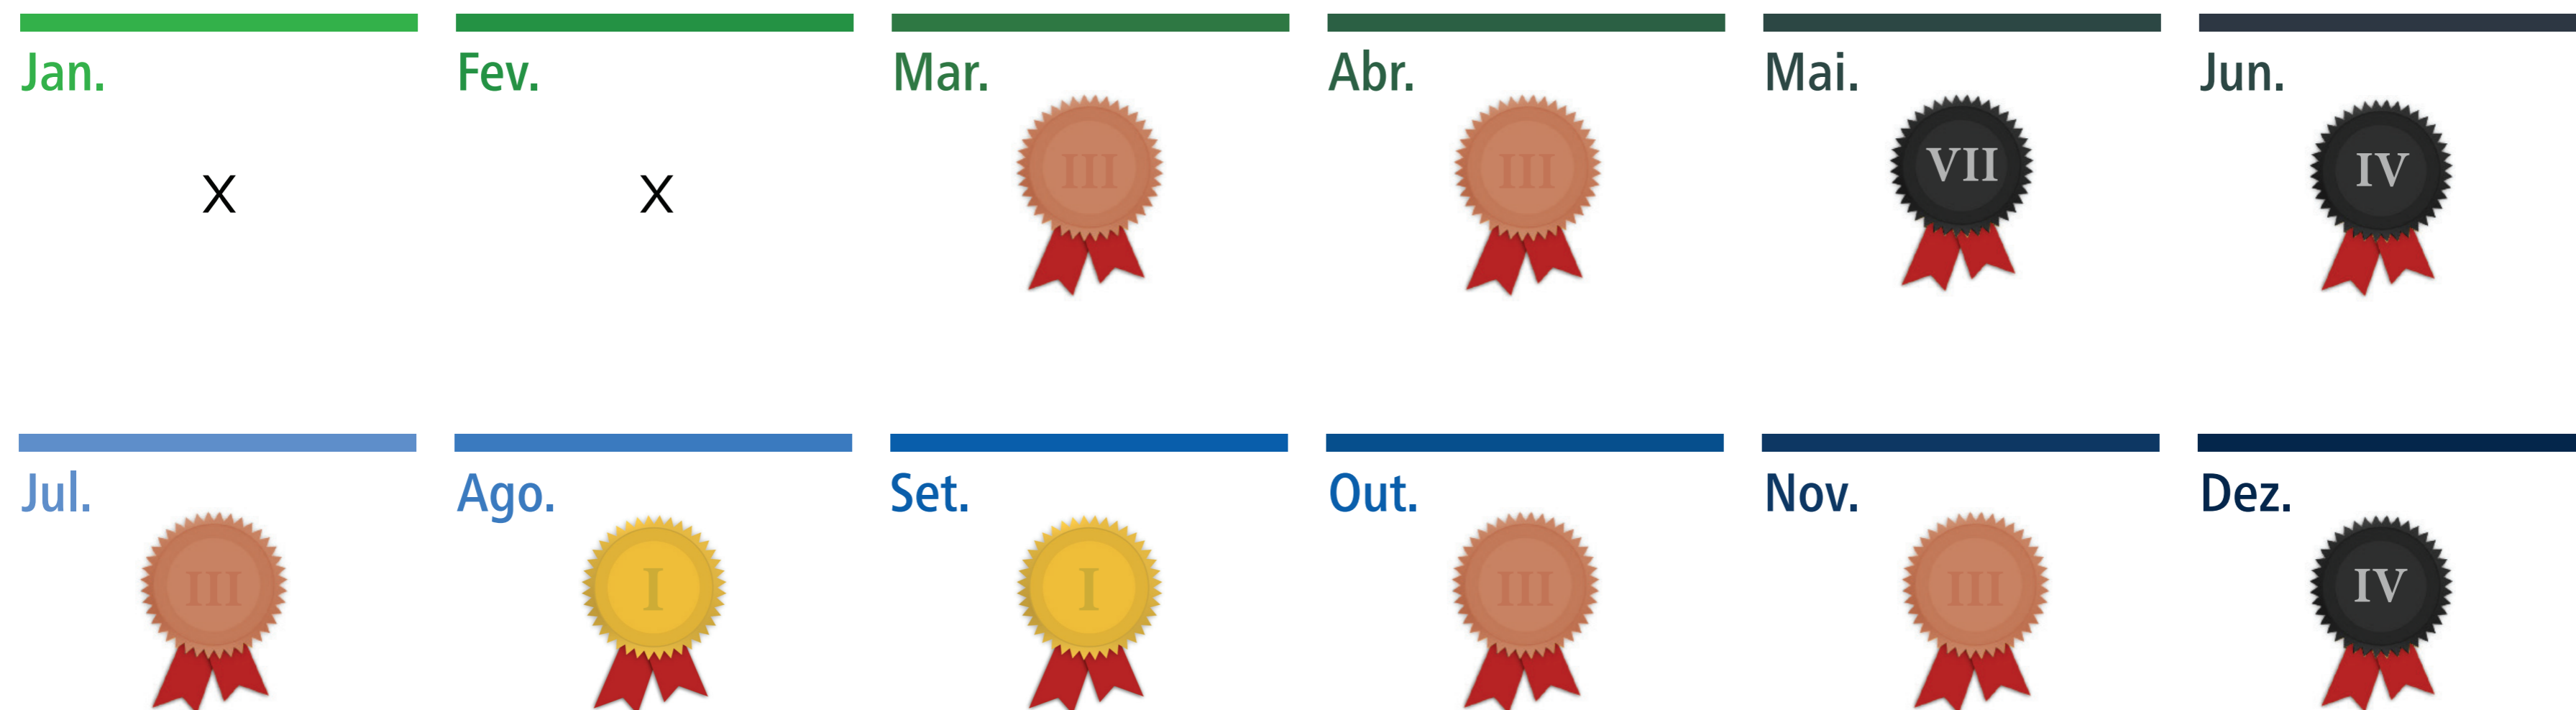 Jan. Fev. Mar. Abr. Mai. Jun.
X X III III VII IV
Jul. Ago. Set. Out. Nov. Dez.
III I I III III IV